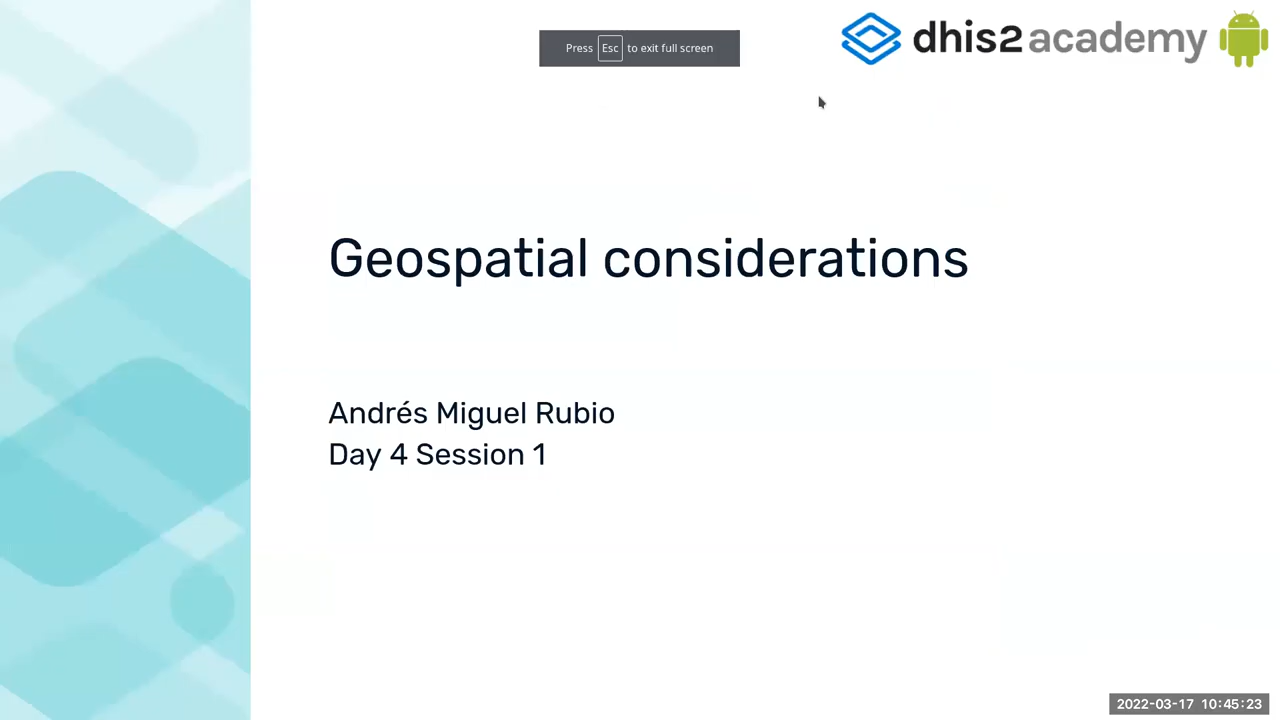 Press Esc to exit full screen
dhis2 academy
Geospatial considerations
Andrés Miguel Rubio
Day 4 Session 1
2022-03-17 10:45:23